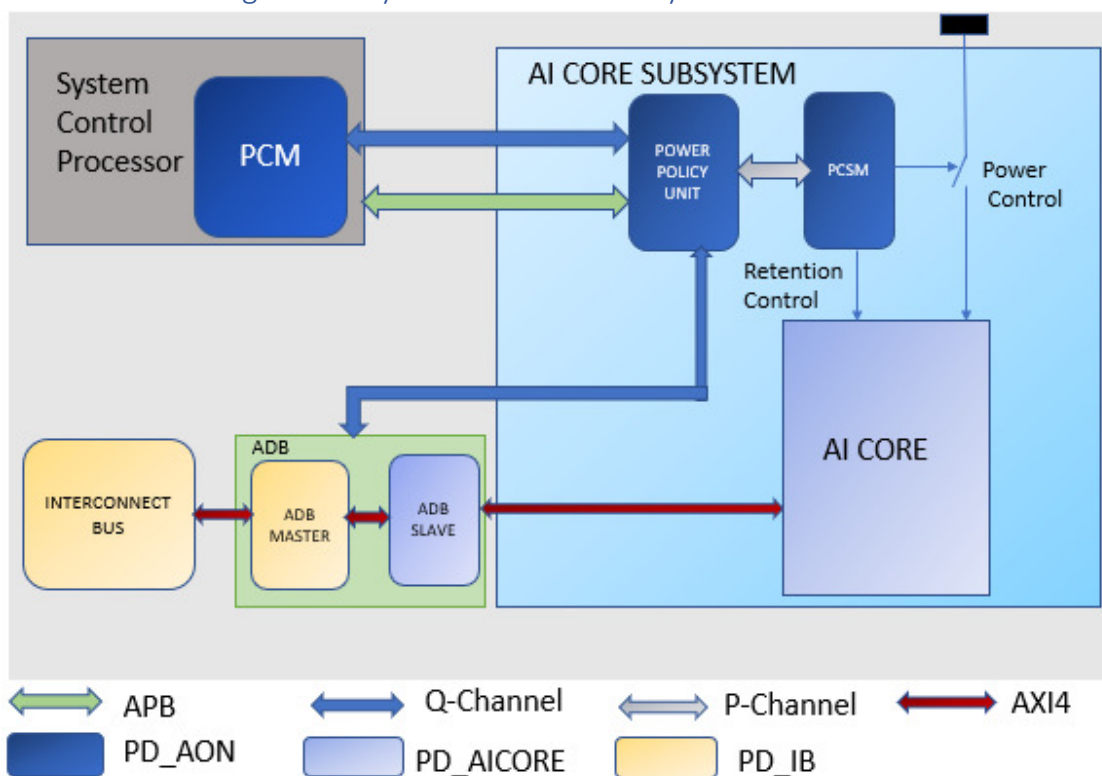 System
Control
Processor
PCM
AI CORE SUBSYSTEM
POWER
POLICY
UNIT
PCSM
Power
Control
Retention
Control
AI CORE
ADB
INTERCONNECT
BUS
ADB
MASTER
ADB
SLAVE
APB
Q-Channel
P-Channel
AXI4
PD_AON
PD_AICORE
PD_IB